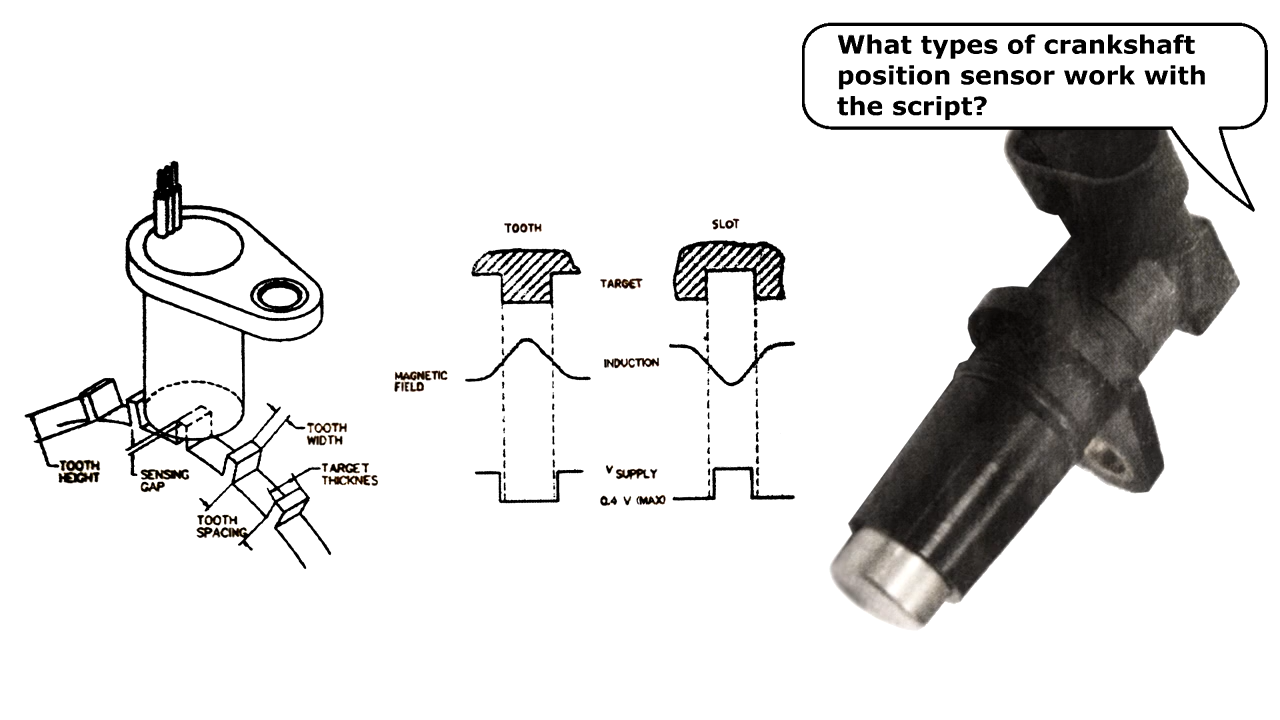 What types of crankshaft
position sensor work with
the script?
TOOTH
SLOT
TARGET
MAGNETIC
FIELD
INDUCTION
V SUPPLY
0.4 V (MAX)
TOOTH
HEIGHT
SENSING
GAP
TOOTH
WIDTH
TARGET
THICKNES
TOOTH
SPACING